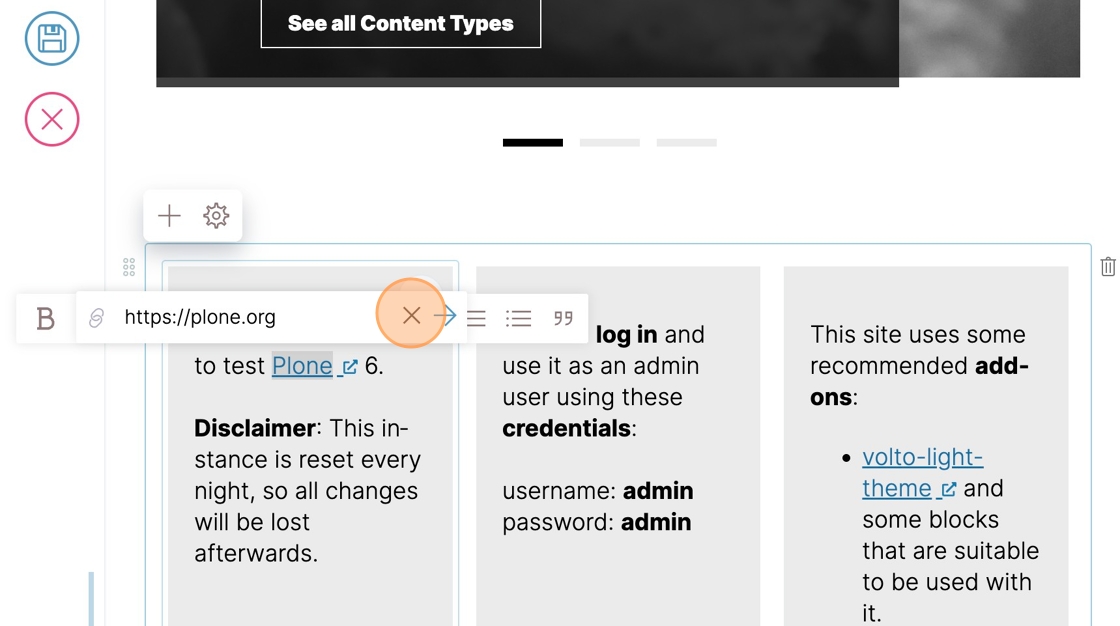 See all Content Types
B
https://plone.org
to test Plone 6.
Disclaimer: This in-
stance is reset every
night, so all changes
will be lost
afterwards.
log in and
use it as an admin
user using these
credentials:
username: admin
password: admin
This site uses some
recommended add-
ons:
• volto-light-
theme and
some blocks
that are suitable
to be used with
it.